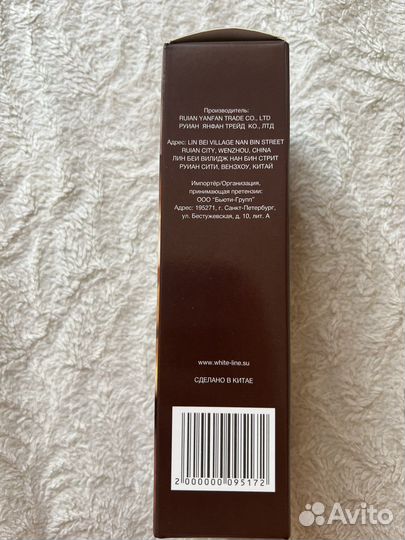 Производитель:
RUIAN YANFAN TRADE CO., LTD
РУИАН ЯНФАН ТРЕЙД КО., ЛТД
Адрес: LIN BEI VILLAGE NAN BIN STREET
RUIAN CITY, WENZHOU, CHINA
ЛИН БЕИ ВИЛИДЖ НАН БИН СТРИТ
РУИАН СИТИ, ВЕНЗХОУ, КИТАЙ
Импортёр/Организация,
принимающая претензии:
ООО "Бьюти-Групп"
Адрес: 195271, г. Санкт-Петербург,
ул. Бестужевская, д. 10, лит. А
www.white-line.su
СДЕЛАНО В КИТАЕ
2 000000 095172
Avito